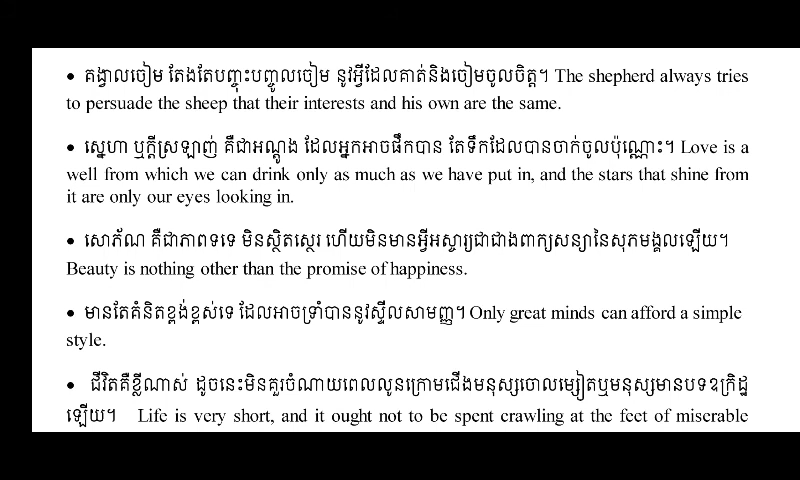 • គង្វាលចៀម តែងតែបញ្ចុះបញ្ចូលចៀម នូវអ្វីដែលគាត់និងចៀមចូលចិត្ត។ The shepherd always tries
to persuade the sheep that their interests and his own are the same.
• ស្នេហា ឬក្ដីស្រឡាញ់ គឺជាអណ្ដូង ដែលអ្នកអាចផឹកបាន តែទឹកដែលបានចាក់ចូលប៉ុណ្ណោះ។ Love is a
well from which we can drink only as much as we have put in, and the stars that shine from
it are only our eyes looking in.
• សោភ័ណ គឺជាភាពទទេ មិនស្ថិតស្ថេរ ហើយមិនមានអ្វីអស្ចារ្យជាជាងពាក្យសន្យានៃសុភមង្គលឡើយ។
Beauty is nothing other than the promise of happiness.
• មានតែគំនិតខ្ពង់ខ្ពស់ទេ ដែលអាចទ្រាំបាននូវស្ទីលសាមញ្ញ។ Only great minds can afford a simple
style.
• ជីវិតគឺខ្លីណាស់ ដូចនេះមិនគួរចំណាយពេលលូនក្រោមជើងមនុស្សចោលម្សៀតឬមនុស្សមានបទឧក្រិដ្ឋ
ឡើយ។ Life is very short, and it ought not to be spent crawling at the feet of miserable